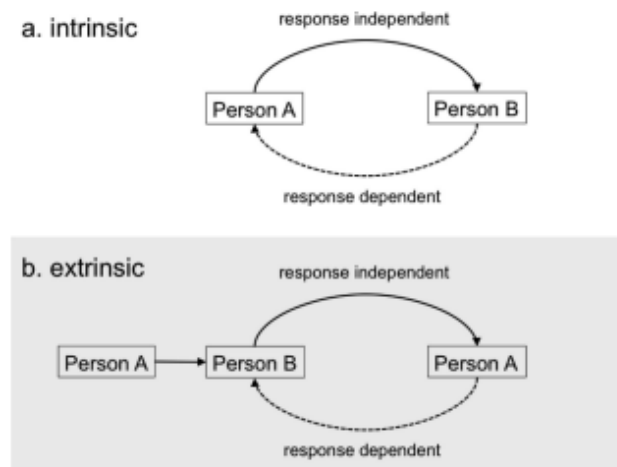 a. intrinsic
response independent
Person A
Person B
response dependent
b. extrinsic
response independent
Person A
Person B
Person A
response dependent